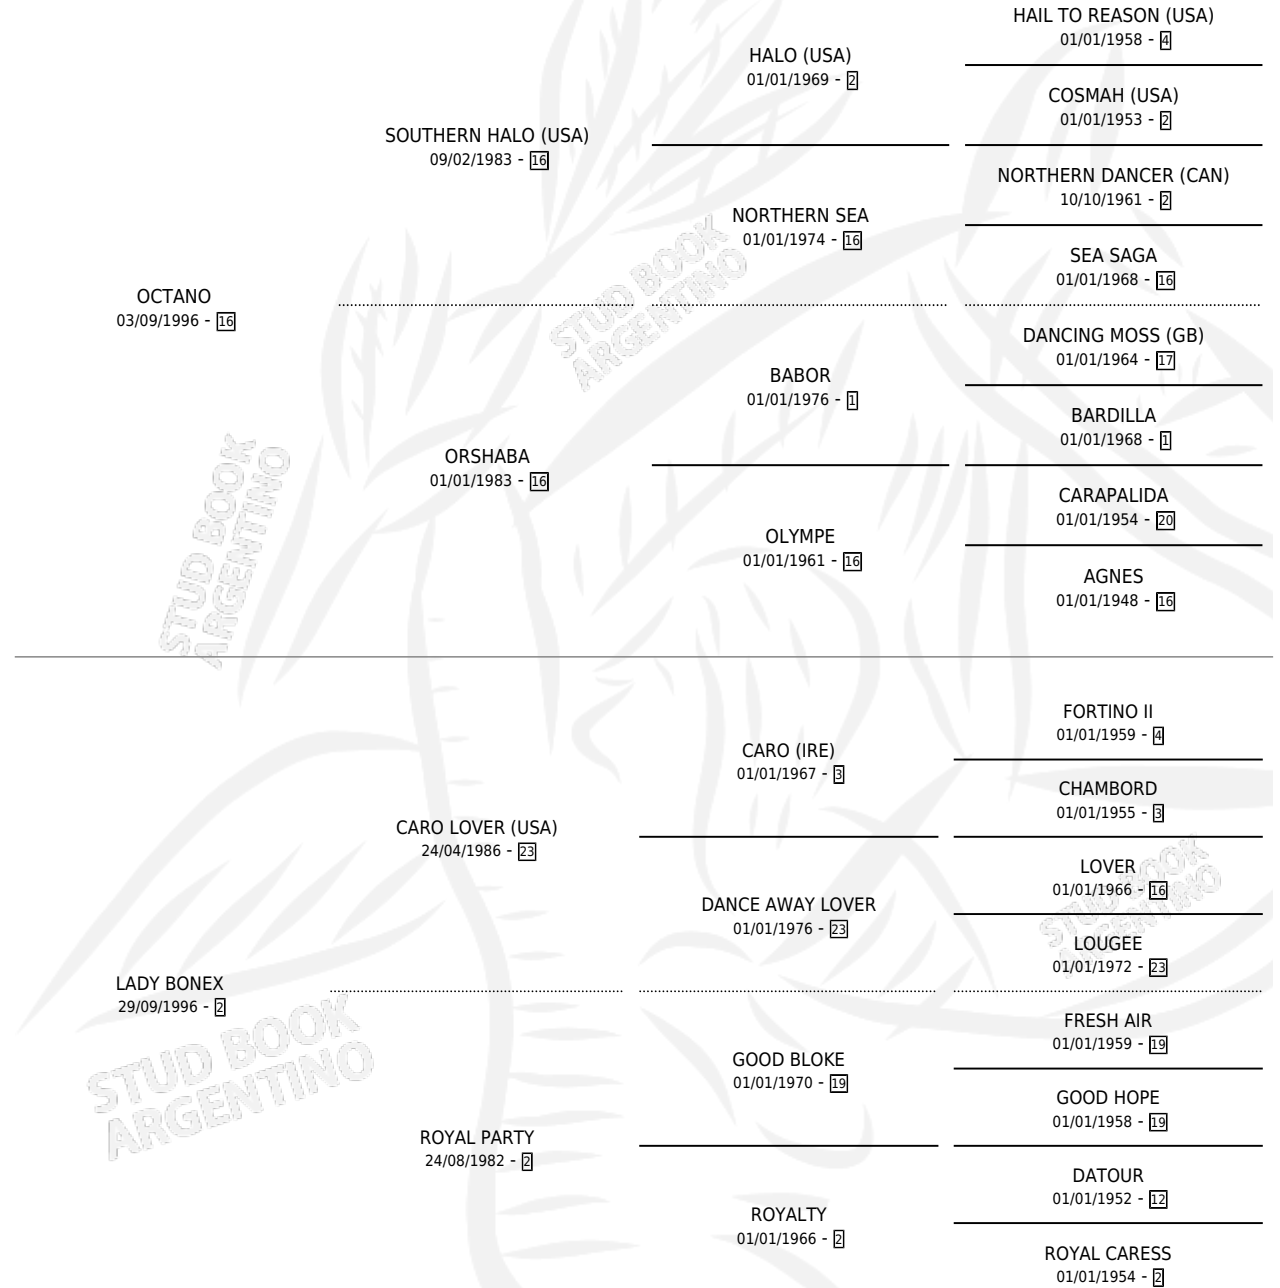 HAIL TO REASON (USA)
01/01/1958 - 4
HALO (USA)
01/01/1969 - 2
COSMAH (USA)
01/01/1953 - 2
SOUTHERN HALO (USA)
09/02/1983 - 16
NORTHERN DANCER (CAN)
10/10/1961 - 2
NORTHERN SEA
01/01/1974 - 16
SEA SAGA
01/01/1968 - 16
OCTANO
03/09/1996 - 16
DANCING MOSS (GB)
01/01/1964 - 17
BABOR
01/01/1976 - 1
BARDILLA
01/01/1968 - 1
ORSHABA
01/01/1983 - 16
CARAPALIDA
01/01/1954 - 20
OLYMPE
01/01/1961 - 16
AGNES
01/01/1948 - 16
STUD BOOK
ARGENTINO
STUD BOOK
ARGENTINO
FORTINO II
01/01/1959 - 4
CARO (IRE)
01/01/1967 - 3
CHAMBORD
01/01/1955 - 3
CARO LOVER (USA)
24/04/1986 - 23
LOVER
01/01/1966 - 16
DANCE AWAY LOVER
01/01/1976 - 23
LOUGEE
01/01/1972 - 23
LADY BONEX
29/09/1996 - 2
FRESH AIR
01/01/1959 - 19
GOOD BLOKE
01/01/1970 - 19
GOOD HOPE
01/01/1958 - 19
ROYAL PARTY
24/08/1982 - 2
DATOUR
01/01/1952 - 12
ROYALTY
01/01/1966 - 2
ROYAL CARESS
01/01/1954 - 2
STUD BOOK
ARGENTINO
STUD BOOK
ARGENTINO